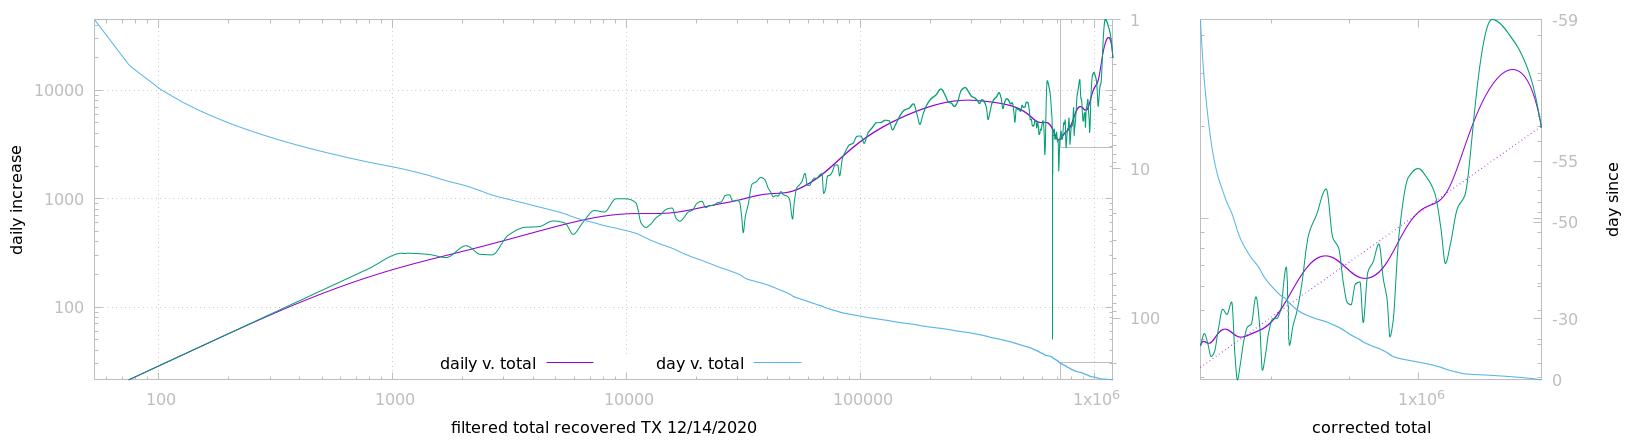 10000
1000
100
daily increase
1
10
100
daily v. total
day v. total
100
1000
10000
100000
1x10^6
filtered total recovered TX 12/14/2020
-59
-55
-50
-30
0
day since
1x10^6
corrected total